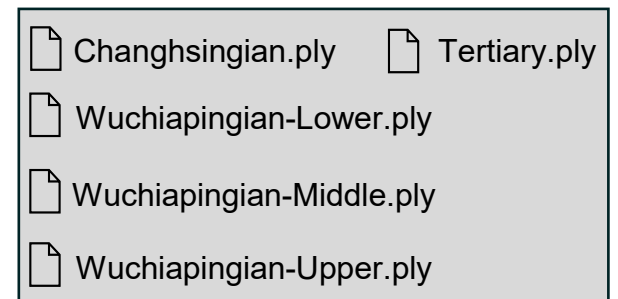 Changhsingian.ply Tertiary.ply
Wuchiapingian-Lower.ply
Wuchiapingian-Middle.ply
Wuchiapingian-Upper.ply